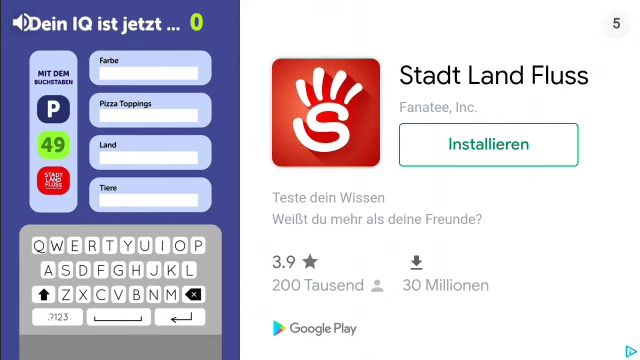 Dein IQ ist jetzt ... 0
MIT DEM
BUCHSTABEN
P
49
STADT
LAND
FLUSS
Farbe
Pizza Toppings
Land
Tiere
Q W E R T Y U I O P
A S D F G H J K L
Z X C V B N M
.?123
5
S
Stadt Land Fluss
Fanatee, Inc.
Installieren
Teste dein Wissen
Weißt du mehr als deine Freunde?
3.9
200 Tausend
30 Millionen
Google Play